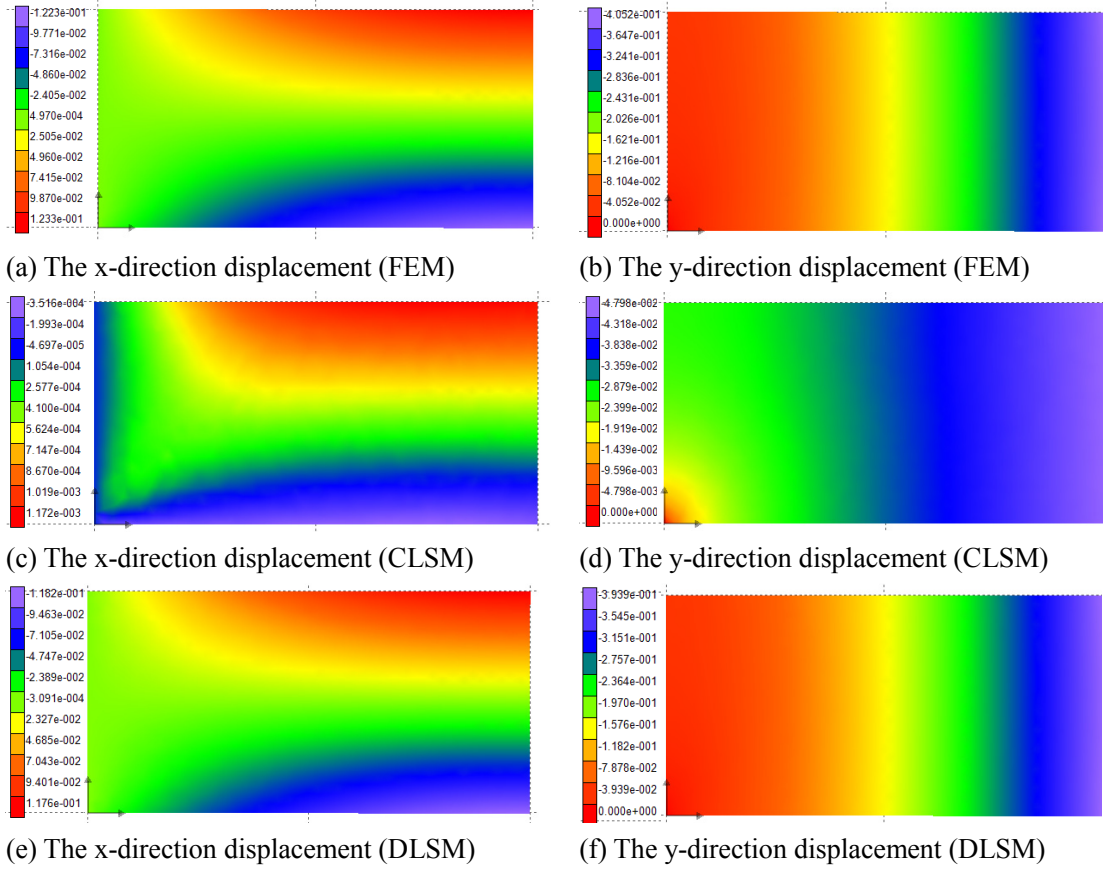 -1.223e-001
-9.771e-002
-7.316e-002
-4.860e-002
-2.405e-002
4.970e-004
2.505e-002
4.960e-002
7.415e-002
9.870e-002
1.233e-001
(a) The x-direction displacement (FEM)
-4.052e-001
-3.647e-001
-3.241e-001
-2.836e-001
-2.431e-001
-2.026e-001
-1.621e-001
-1.216e-001
-8.104e-002
-4.052e-002
0.000e+000
(b) The y-direction displacement (FEM)
-3.516e-004
-1.993e-004
-4.697e-005
1.054e-004
2.577e-004
4.100e-004
5.624e-004
7.147e-004
8.670e-004
1.019e-003
1.172e-003
(c) The x-direction displacement (CLSM)
-4.798e-002
-4.318e-002
-3.838e-002
-3.359e-002
-2.879e-002
-2.399e-002
-1.919e-002
-1.439e-002
-9.596e-003
-4.798e-003
0.000e+000
(d) The y-direction displacement (CLSM)
-1.182e-001
-9.463e-002
-7.105e-002
-4.747e-002
-2.389e-002
-3.091e-004
2.327e-002
4.685e-002
7.043e-002
9.401e-002
1.176e-001
(e) The x-direction displacement (DLSM)
-3.939e-001
-3.545e-001
-3.151e-001
-2.757e-001
-2.364e-001
-1.970e-001
-1.576e-001
-1.182e-001
-7.878e-002
-3.939e-002
0.000e+000
(f) The y-direction displacement (DLSM)